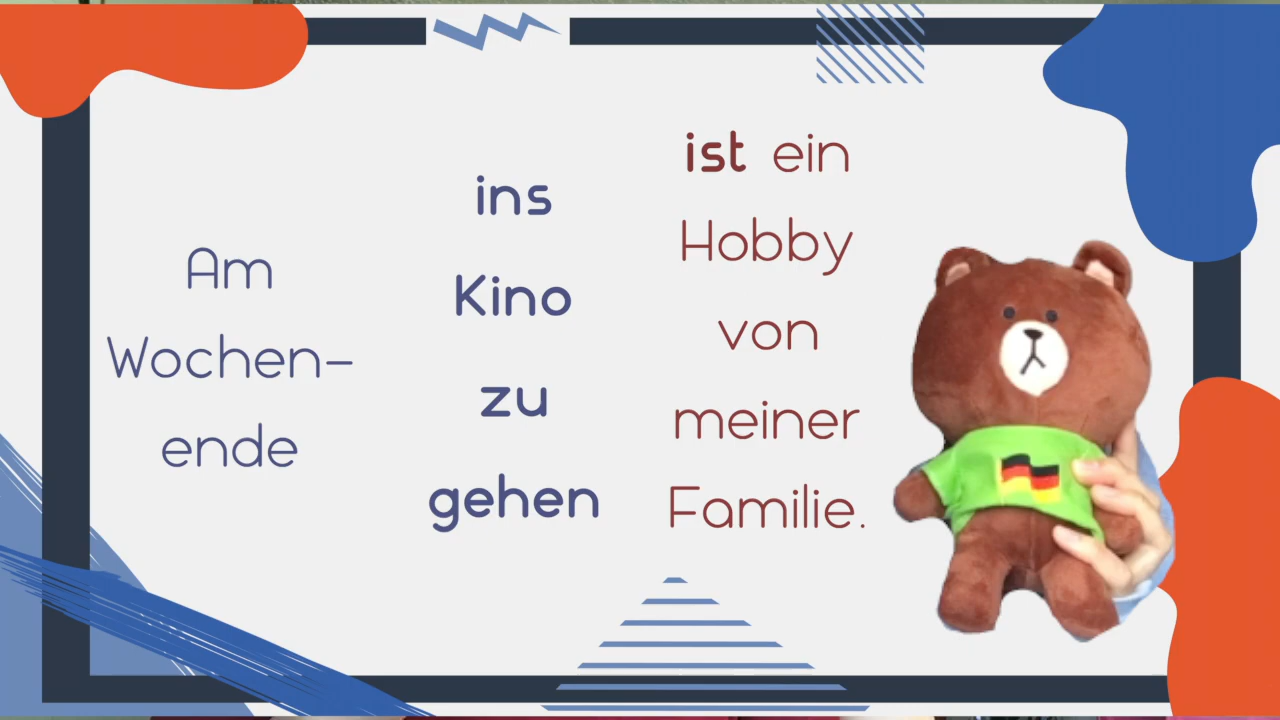 Am
Wochen-
ende
ins
Kino
zu
gehen
ist ein
Hobby
von
meiner
Familie.